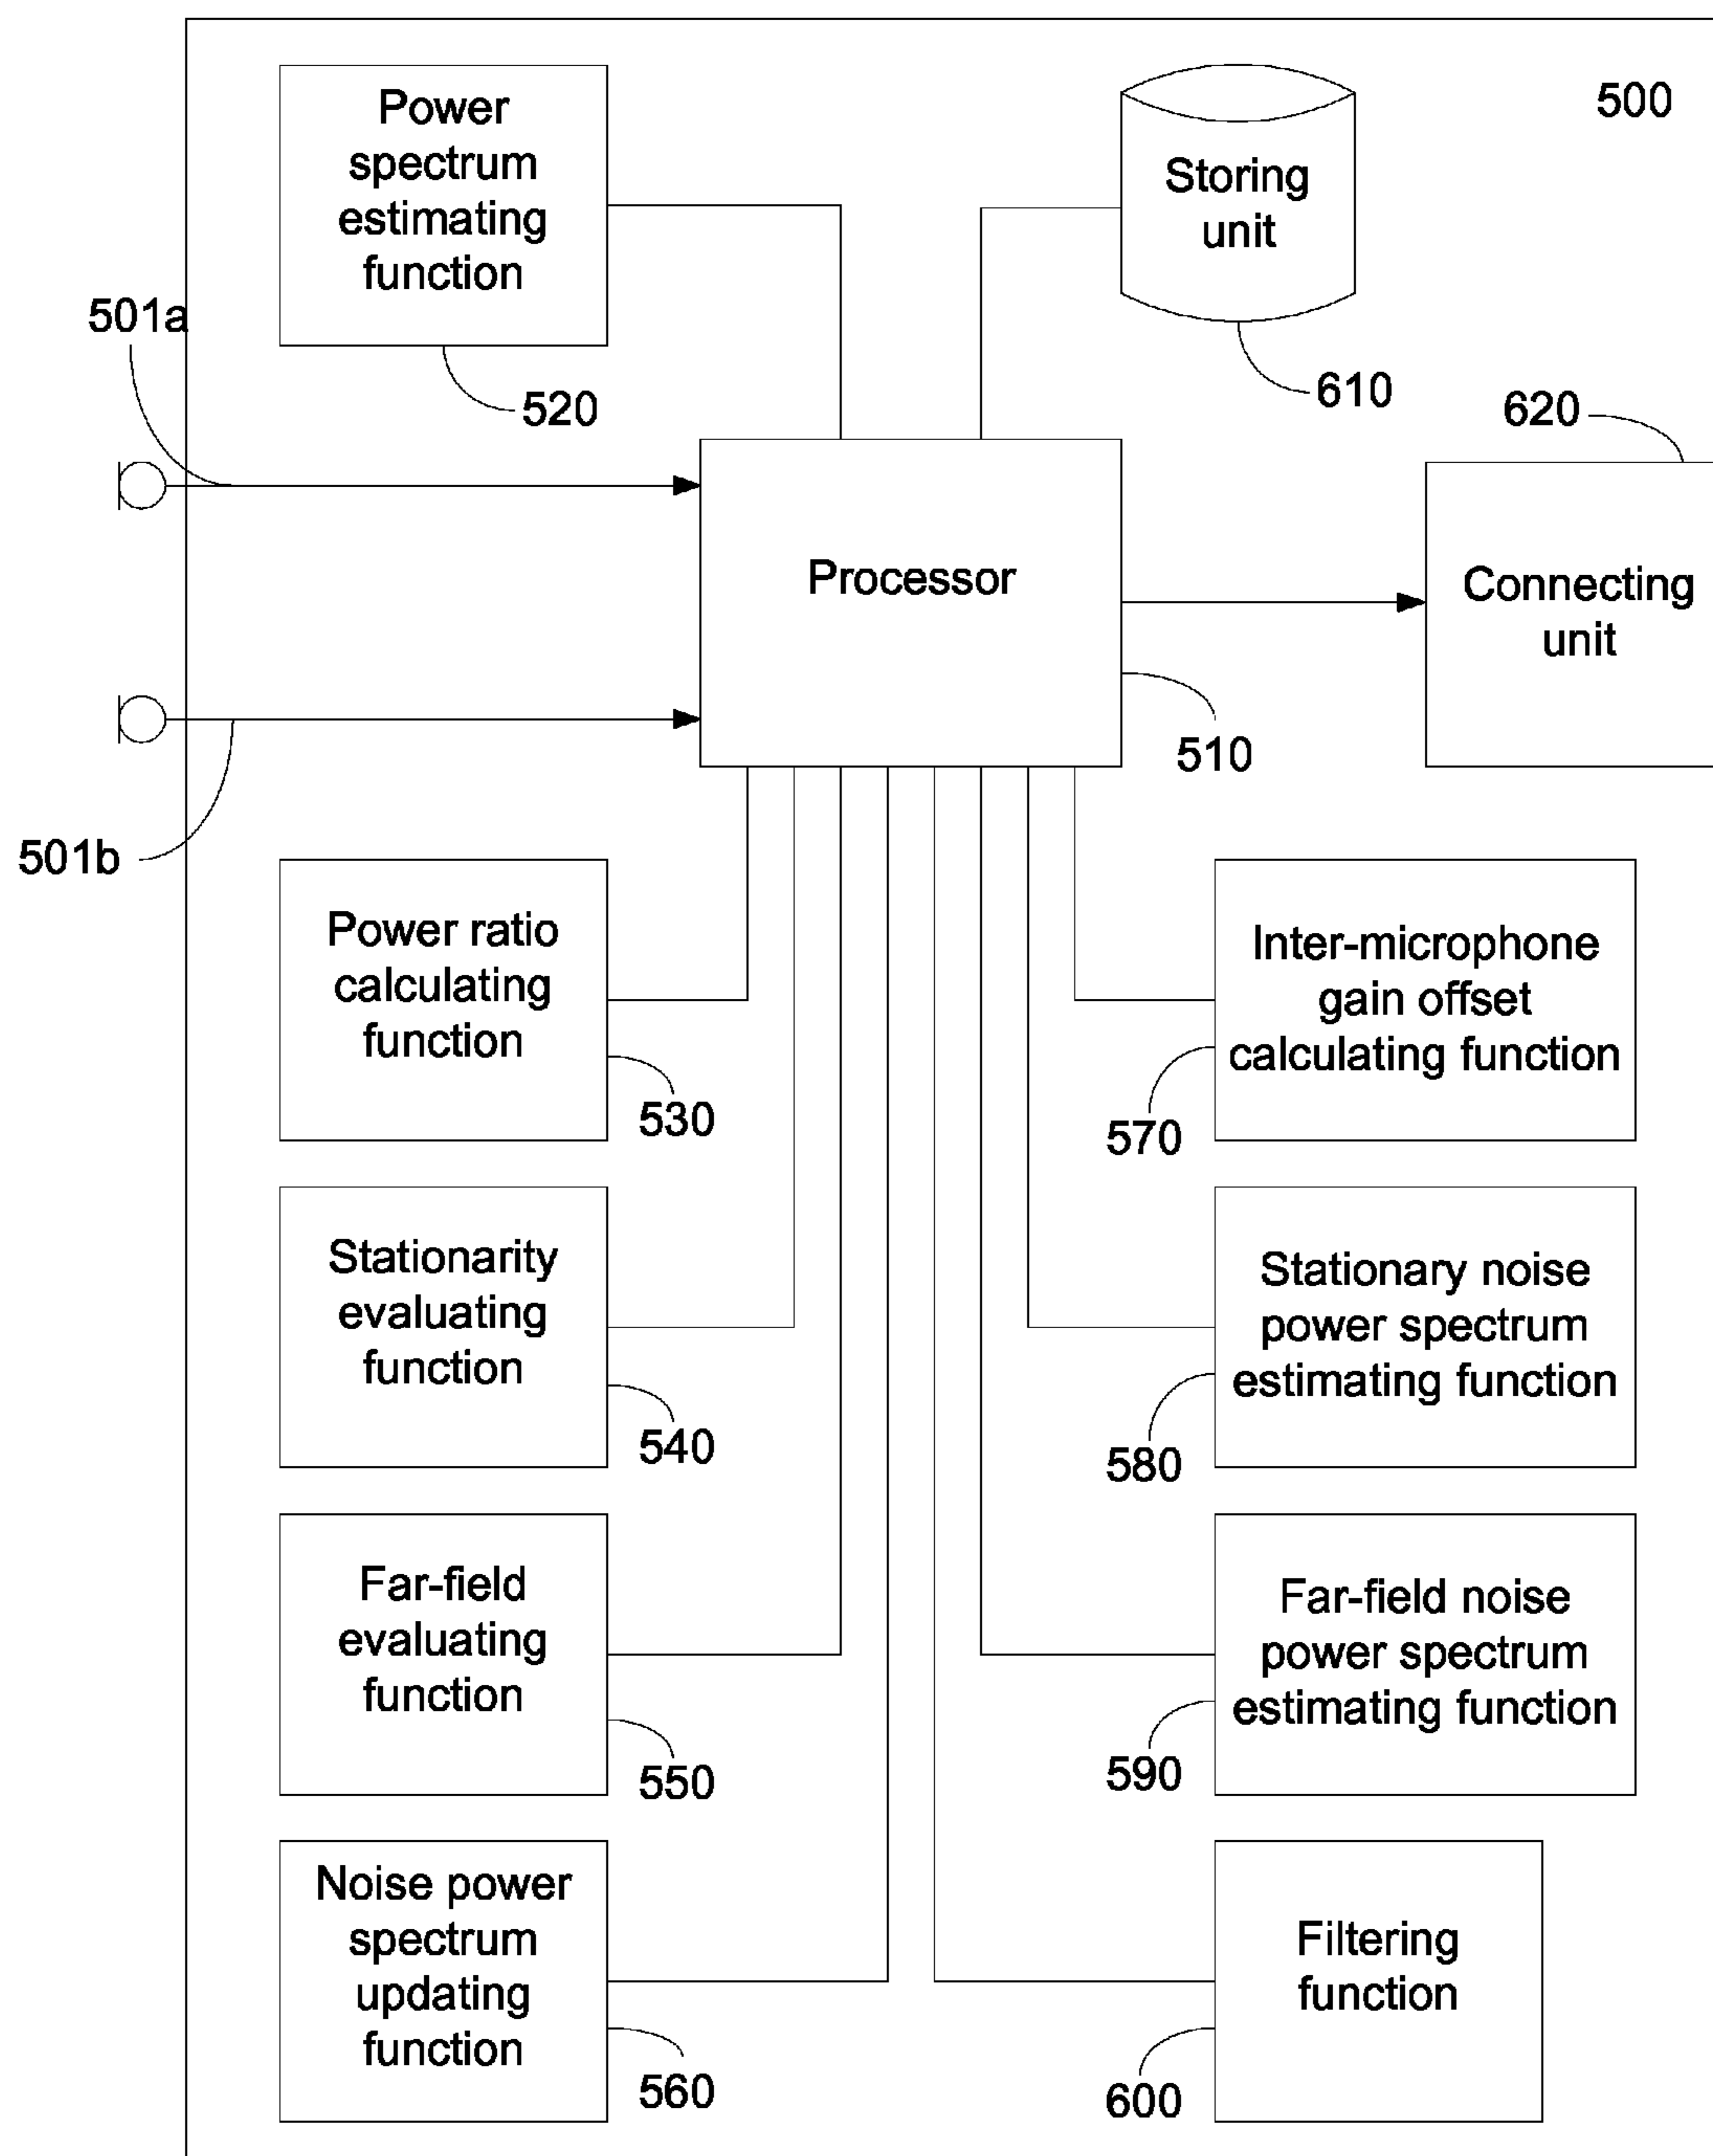 500
Power
spectrum
estimating
function
520
Storing
unit
610
501a
620
Processor
510
Connecting
unit
501b
Power ratio
calculating
function
530
Inter-microphone
gain offset
calculating function
570
Stationarity
evaluating
function
540
Stationary noise
power spectrum
estimating function
580
Far-field
evaluating
function
550
Far-field noise
power spectrum
estimating function
590
Noise power
spectrum
updating
function
560
Filtering
function
600